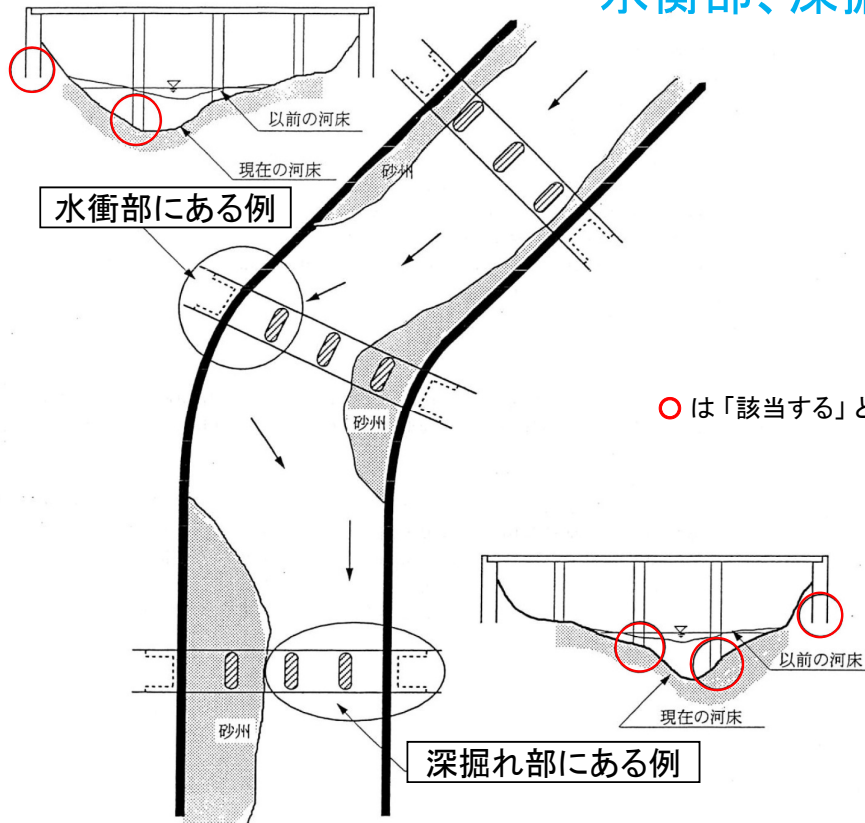 水衝部、深掘
以前の河床
現在の河床
砂州
水衝部にある例
砂州
○ は「該当する」と
以前の河床
現在の河床
砂州
深掘れ部にある例